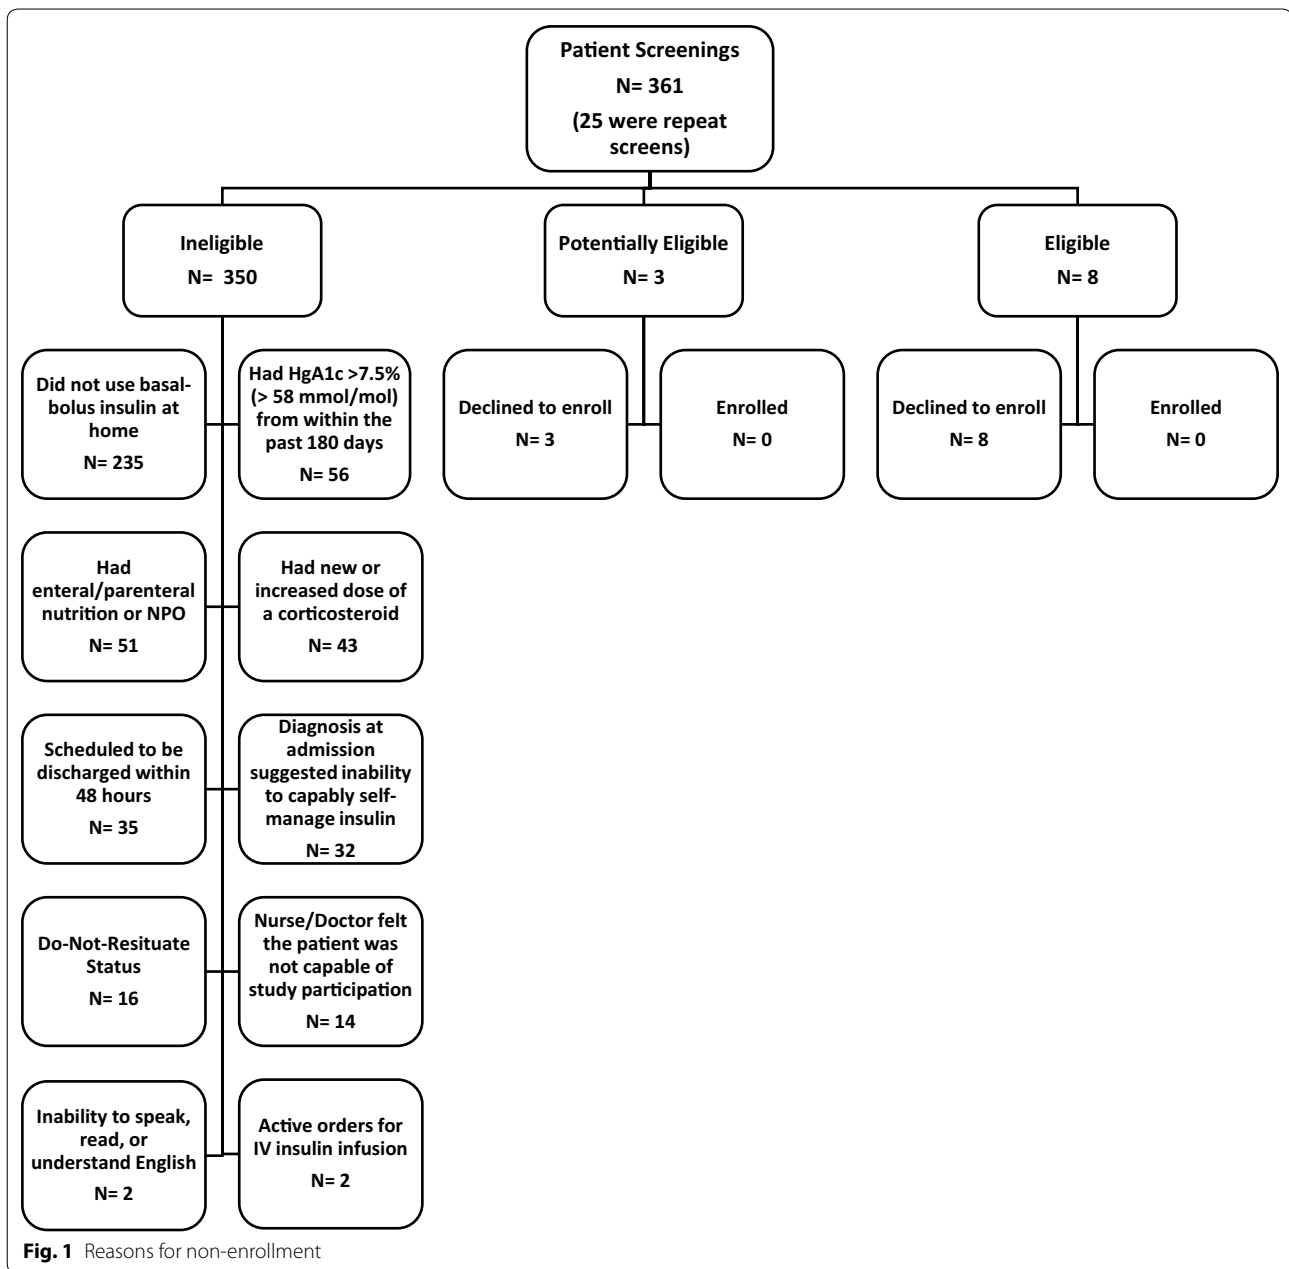 Patient Screenings
N= 361
(25 were repeat
screens)
Ineligible
N= 350
Potentially Eligible
N= 3
Eligible
N= 8
Did not use basal-
bolus insulin at
home
N= 235
Had HgA1c >7.5%
(> 58 mmol/mol)
from within the
past 180 days
N= 56
Declined to enroll
N= 3
Enrolled
N= 0
Declined to enroll
N= 8
Enrolled
N= 0
Had
enteral/parenteral
nutrition or NPO
N= 51
Had new or
increased dose of
a corticosteroid
N= 43
Scheduled to be
discharged within
48 hours
N= 35
Diagnosis at
admission
suggested inability
to capably self-
manage insulin
N= 32
Do-Not-Resituate
Status
N= 16
Nurse/Doctor felt
the patient was
not capable of
study participation
N= 14
Inability to speak,
read, or
understand English
N= 2
Active orders for
IV insulin infusion
N= 2
Fig. 1 Reasons for non-enrollment